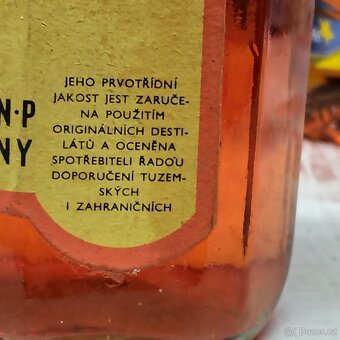 N·P
NY
JEHO PRVOTŘÍDNÍ
JAKOST JEST ZARUČE-
NA POUŽITÍM
ORIGINÁLNÍCH DESTI-
LÁTŮ A OCENĚNA
SPOTŘEBITELI ŘADOU
DOPORUČENÍ TUZEM-
SKÝCH
I ZAHRANIČNÍCH